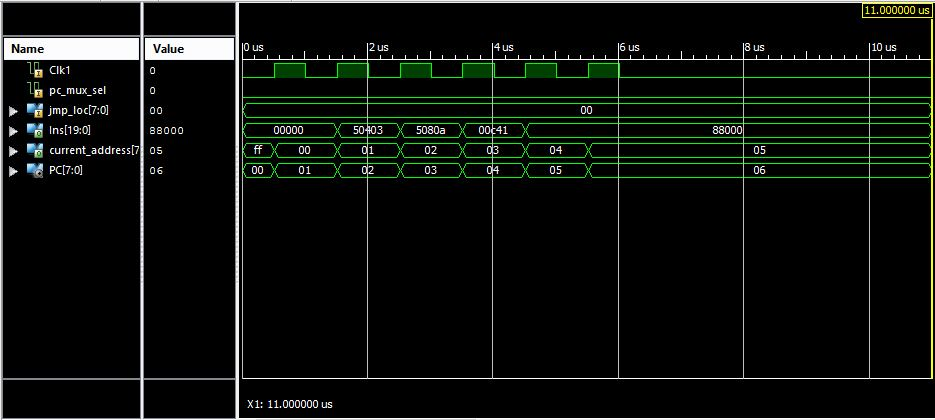 11.000000 us
Name Value 0 us 2 us 4 us 6 us 8 us 10 us
Clk1 0
pc_mux_sel 0
jmp_loc[7:0] 00 00
Ins[19:0] 88000 00000 50403 5080a 00c41 88000
current_address[7 05 ff 00 01 02 03 04 05
PC[7:0] 06 00 01 02 03 04 05 06
X1: 11.000000 us